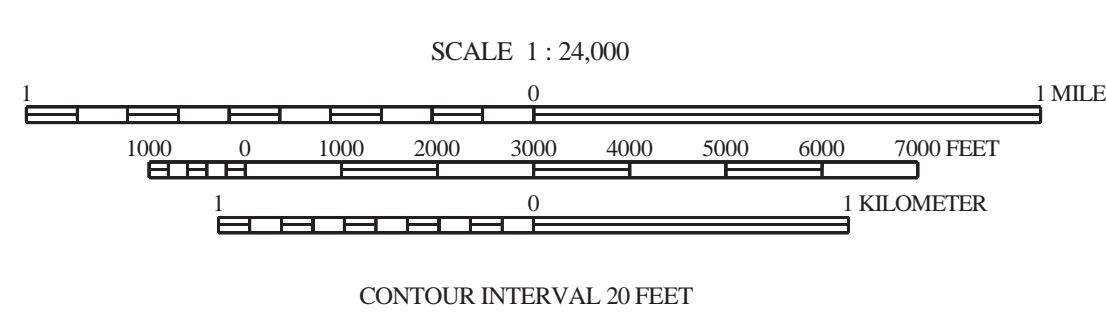 SCALE 1 : 24,000
1 0 1 MILE
1000 0 1000 2000 3000 4000 5000 6000 7000 FEET
1 0 1 KILOMETER
CONTOUR INTERVAL 20 FEET